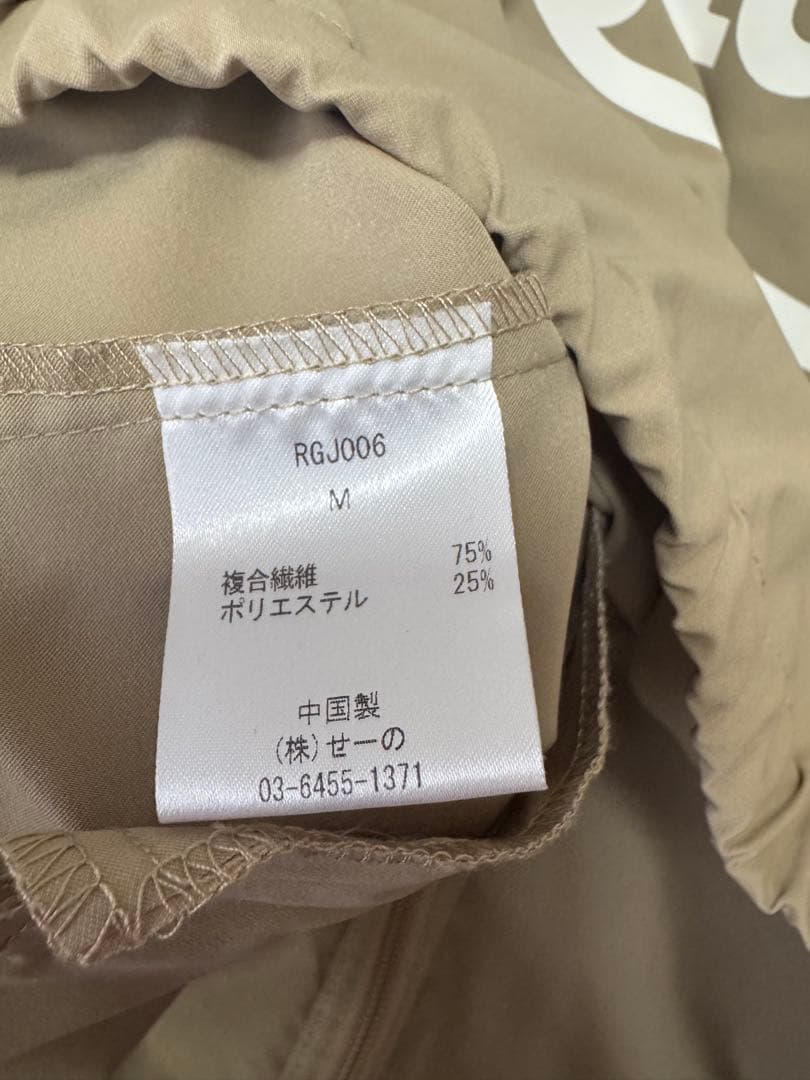 RGJ006
M
複合繊維 75%
ポリエステル 25%
中国製
(株)せーの
03-6455-1371